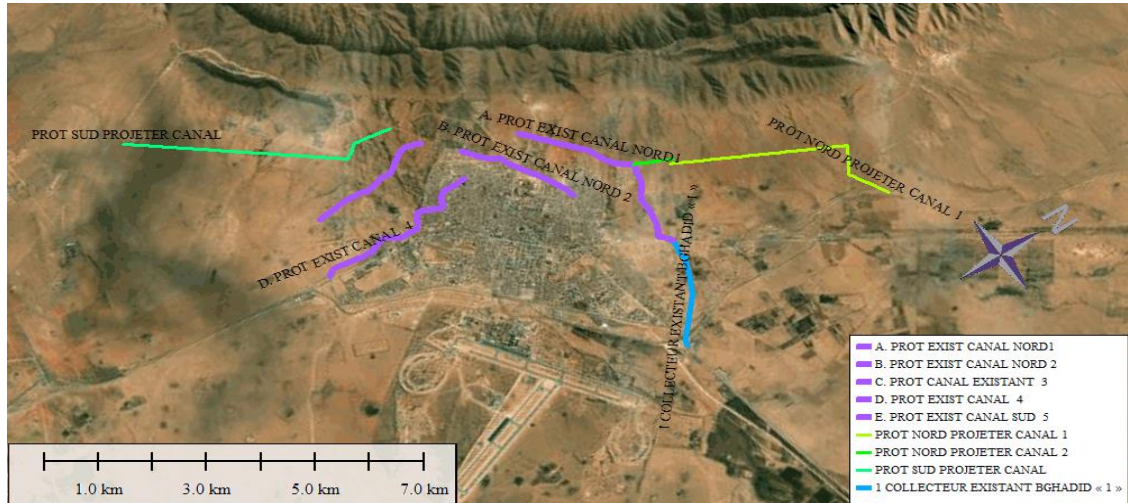 PROT SUD PROJETER CANAL
A. PROT EXIST CANAL NORD1
B. PROT EXIST CANAL NORD 2
PROT NORD PROJETER CANAL 1
D. PROT EXIST CANAL 4
1 COLLECTEUR EXISTANT BGHADID « 1 »
N
A. PROT EXIST CANAL NORD1
B. PROT EXIST CANAL NORD 2
C. PROT CANAL EXISTANT 3
D. PROT EXIST CANAL 4
E. PROT EXIST CANAL SUD 5
PROT NORD PROJETER CANAL 1
PROT NORD PROJETER CANAL 2
PROT SUD PROJETER CANAL
1 COLLECTEUR EXISTANT BGHADID « 1 »
1.0 km 3.0 km 5.0 km 7.0 km